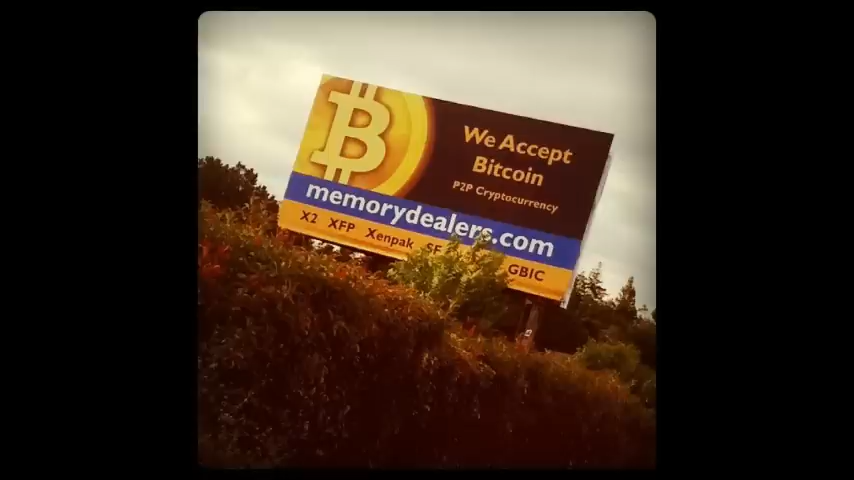 We Accept
Bitcoin
P2P Cryptocurrency
memorydealers.com
X2 XFP Xenpak GBIC